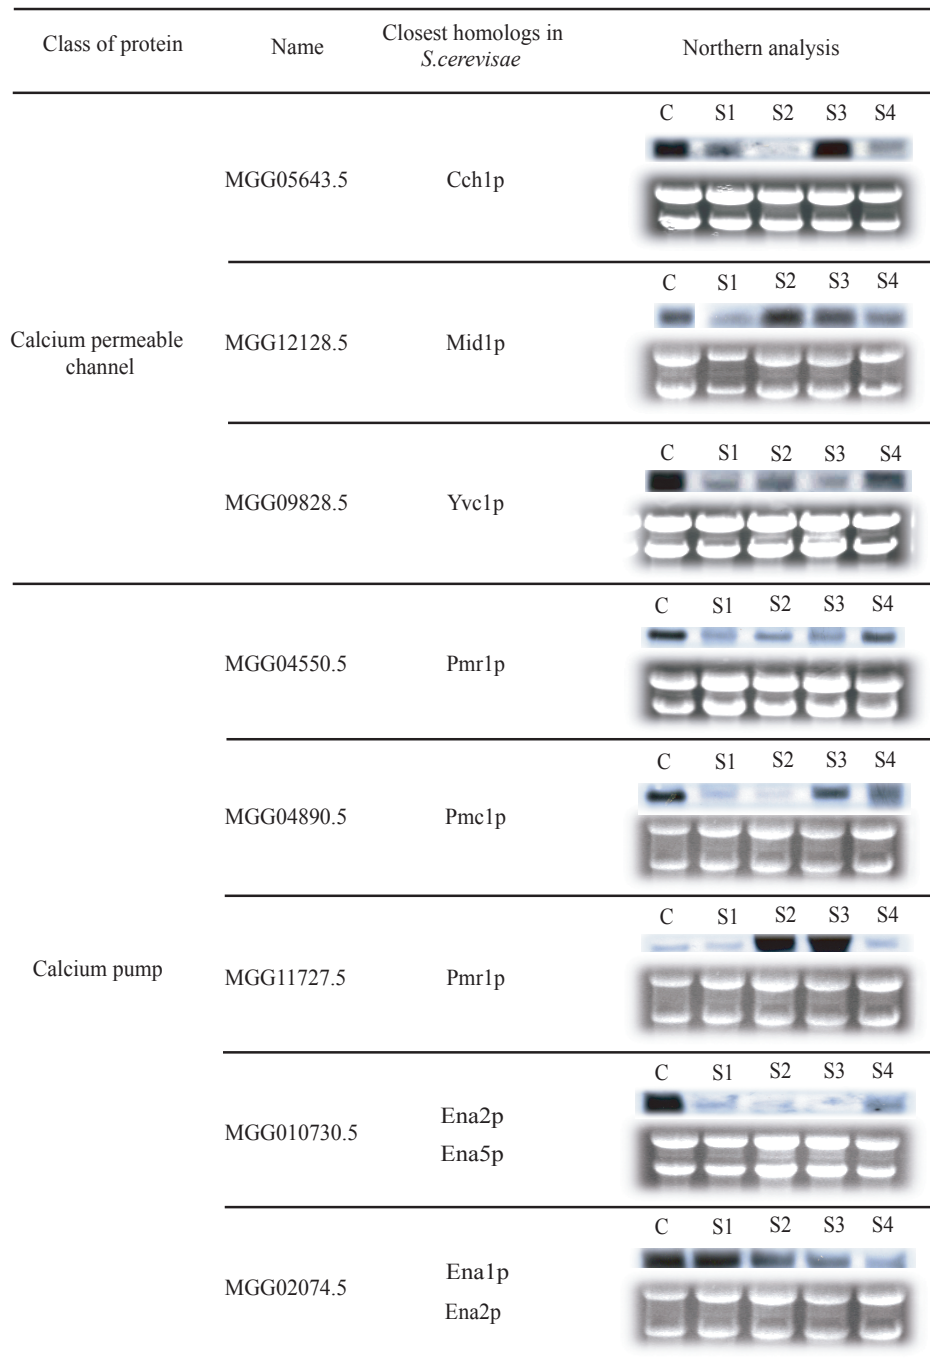 Class of protein
Name
Closest homologs in
S.cerevisae
Northern analysis
C S1 S2 S3 S4
MGG05643.5
Cch1p
C S1 S2 S3 S4
Calcium permeable
channel
MGG12128.5
Mid1p
C S1 S2 S3 S4
MGG09828.5
Yvc1p
C S1 S2 S3 S4
MGG04550.5
Pmr1p
C S1 S2 S3 S4
MGG04890.5
Pmc1p
C S1 S2 S3 S4
Calcium pump
MGG11727.5
Pmr1p
C S1 S2 S3 S4
MGG010730.5
Ena2p
Ena5p
C S1 S2 S3 S4
MGG02074.5
Ena1p
Ena2p